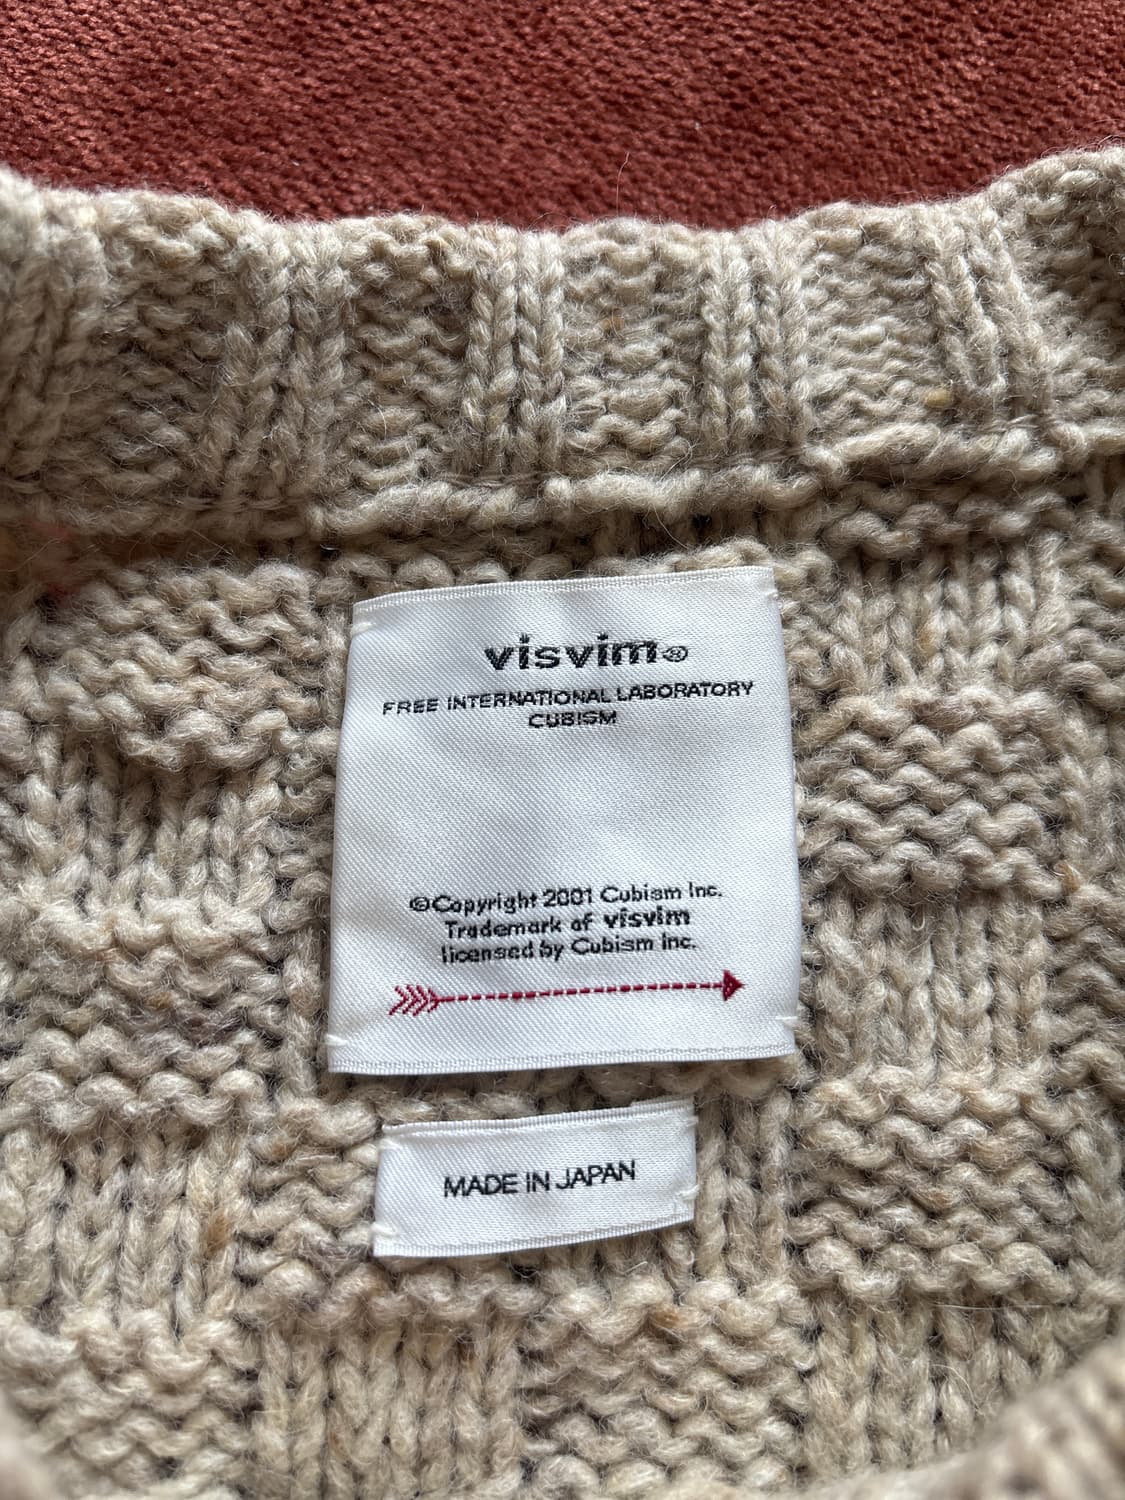 visvim®
FREE INTERNATIONAL LABORATORY
CUBISM
©Copyright 2001 Cubism Inc.
Trademark of visvim
licensed by Cubism Inc.
MADE IN JAPAN